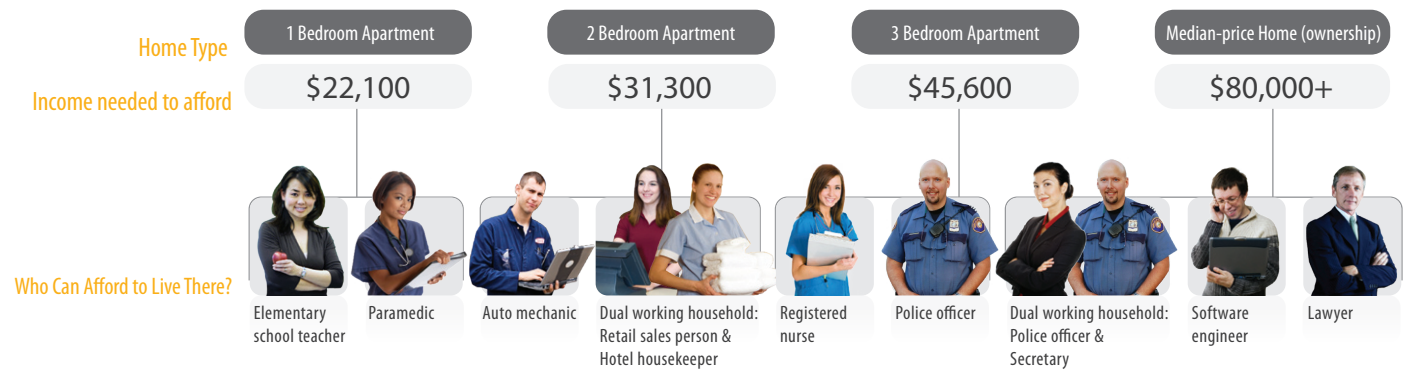 Home Type
1 Bedroom Apartment
2 Bedroom Apartment
3 Bedroom Apartment
Median-price Home (ownership)
Income needed to afford
$22,100
$31,300
$45,600
$80,000+
Who Can Afford to Live There?
Elementary
school teacher
Paramedic
Auto mechanic
Dual working household:
Retail sales person &
Hotel housekeeper
Registered
nurse
Police officer
Dual working household:
Police officer &
Secretary
Software
engineer
Lawyer